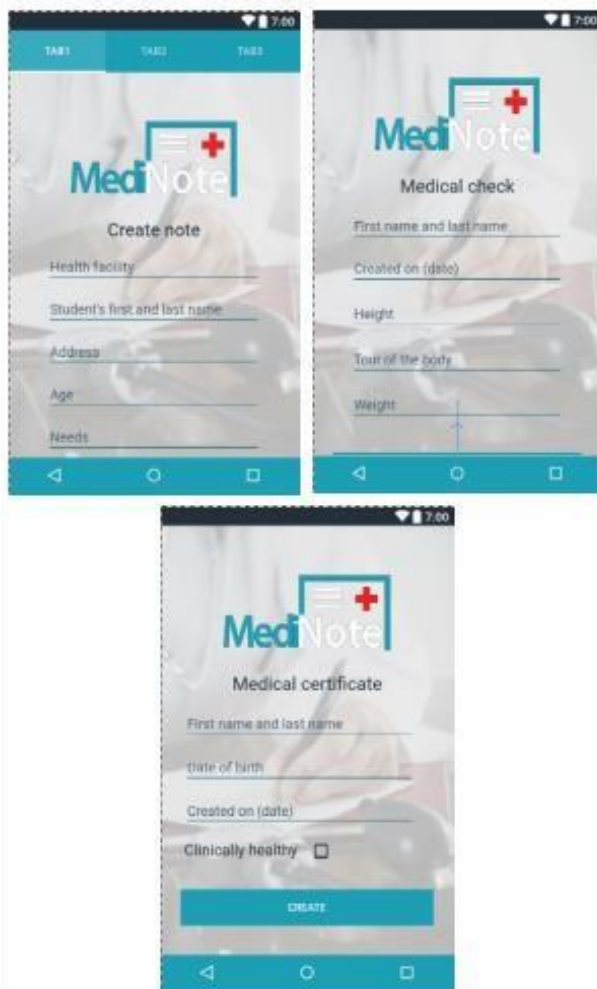 7:00
TAB1 TAB2 TAB3
MediNote
Create note
Health facility
Student's first and last name
Address
Age
Needs
7:00
MediNote
Medical check
First name and last name
Created on (date)
Height
Tour of the body
Weight
7:00
MediNote
Medical certificate
First name and last name
Date of birth
Created on (date)
Clinically healthy
CREATE